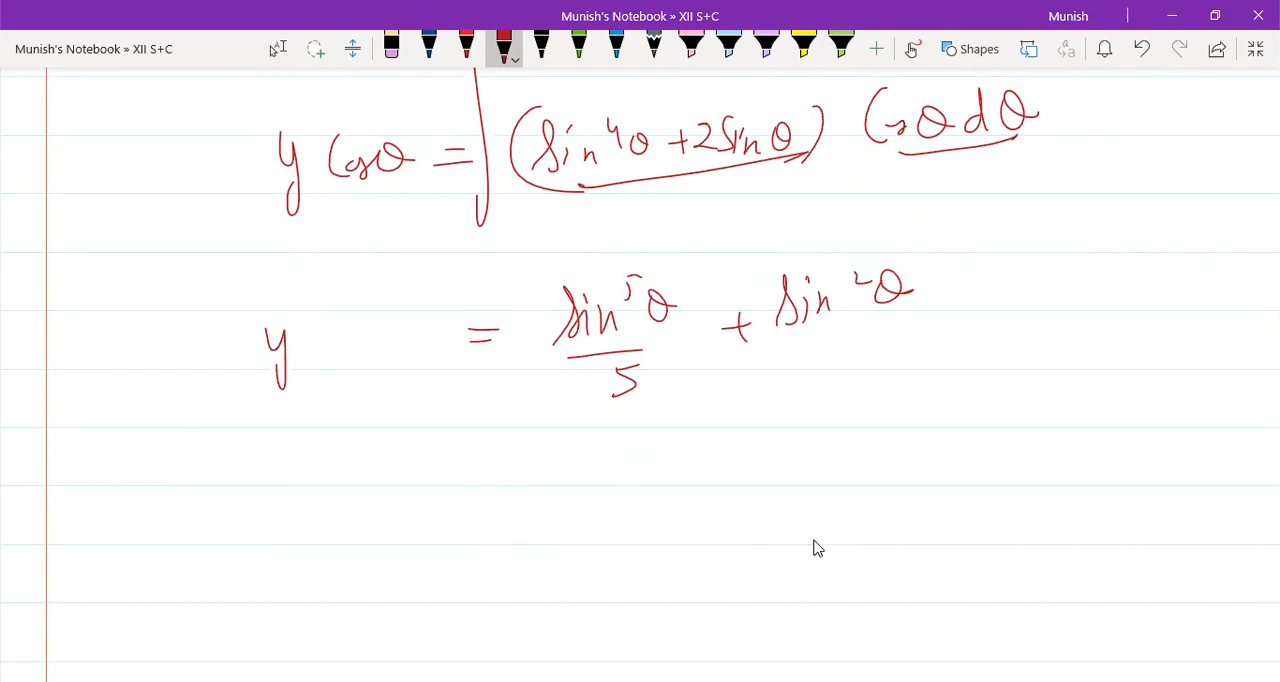 Munish's Notebook » XII S+C
Munish
Munish's Notebook » XII S+C
Shapes
y Cosθ = ∫ (sin⁴θ + 2sinθ) Cosθ dθ
y = sin⁵θ/5 + sin²θ